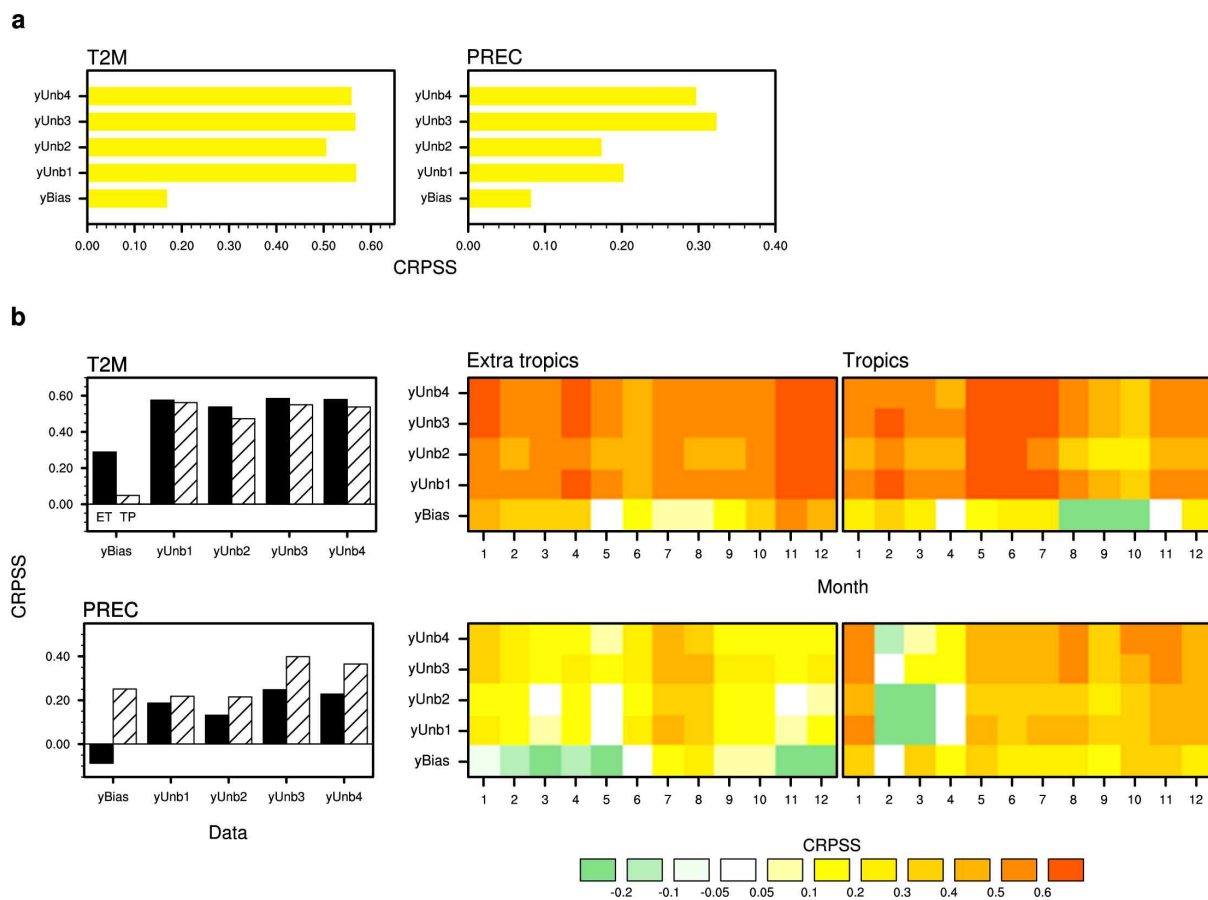 a
T2M
PREC
yUnb4
yUnb3
yUnb2
yUnb1
yBias
0.00 0.10 0.20 0.30 0.40 0.50 0.60
yUnb4
yUnb3
yUnb2
yUnb1
yBias
0.00 0.10 0.20 0.30 0.40
CRPSS
b
T2M
0.60
0.40
0.20
0.00
ET TP
yBias yUnb1 yUnb2 yUnb3 yUnb4
Extra tropics
Tropics
yUnb4
yUnb3
yUnb2
yUnb1
yBias
1 2 3 4 5 6 7 8 9 10 11 12
1 2 3 4 5 6 7 8 9 10 11 12
Month
CRPSS
PREC
0.40
0.20
0.00
yBias yUnb1 yUnb2 yUnb3 yUnb4
Data
yUnb4
yUnb3
yUnb2
yUnb1
yBias
1 2 3 4 5 6 7 8 9 10 11 12
1 2 3 4 5 6 7 8 9 10 11 12
CRPSS
-0.2 -0.1 -0.05 0.05 0.1 0.2 0.3 0.4 0.5 0.6